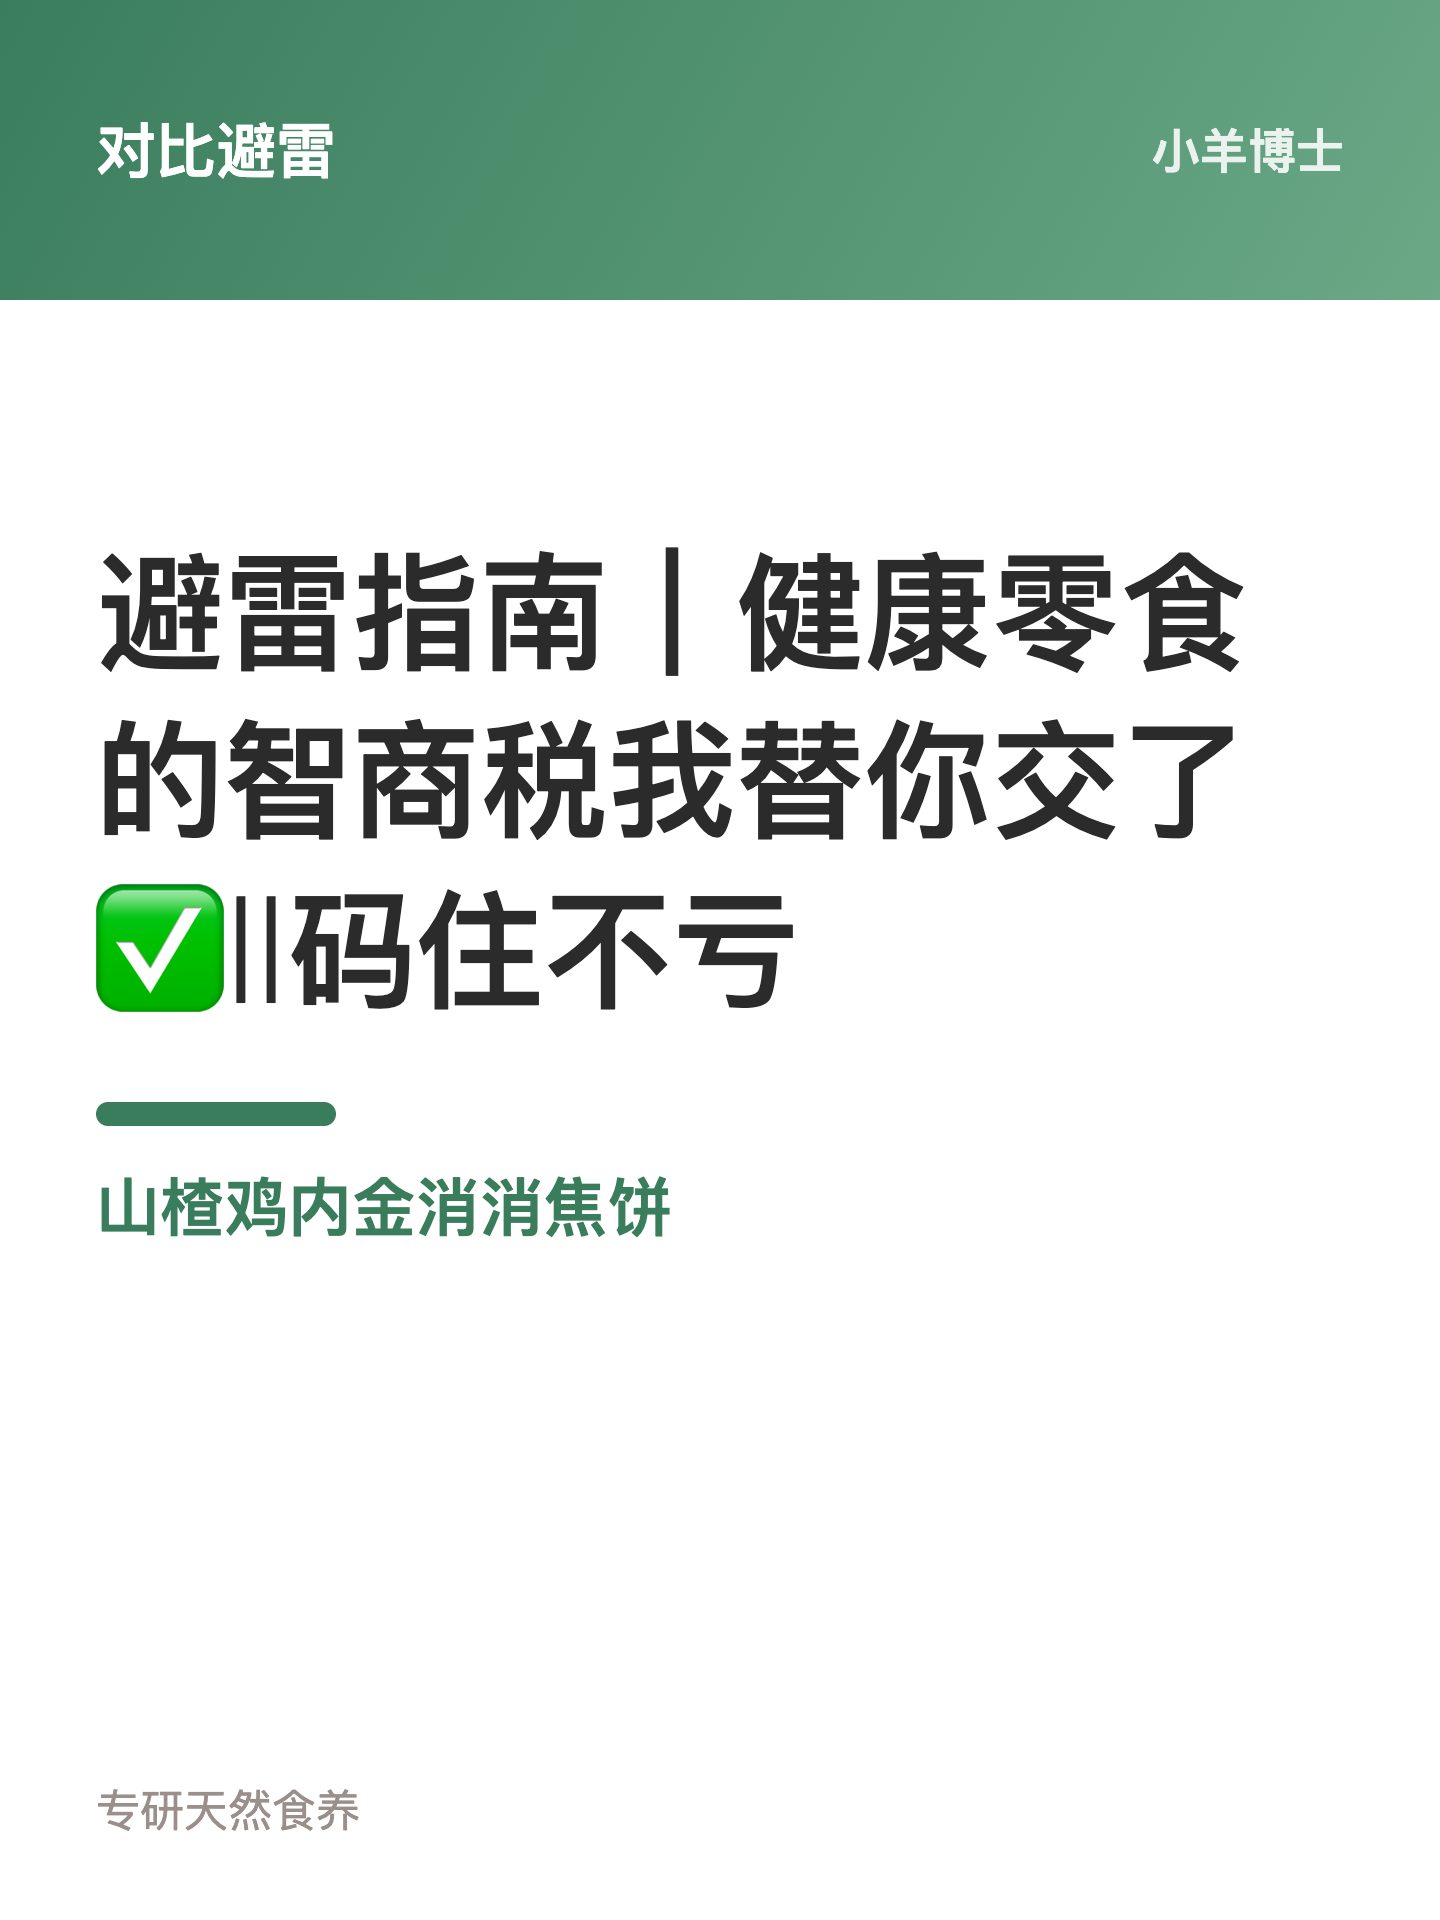 对比避雷
小羊博士
避雷指南｜健康零食
的智商税我替你交了
✅‖码住不亏
山楂鸡内金消消焦饼
专研天然食养